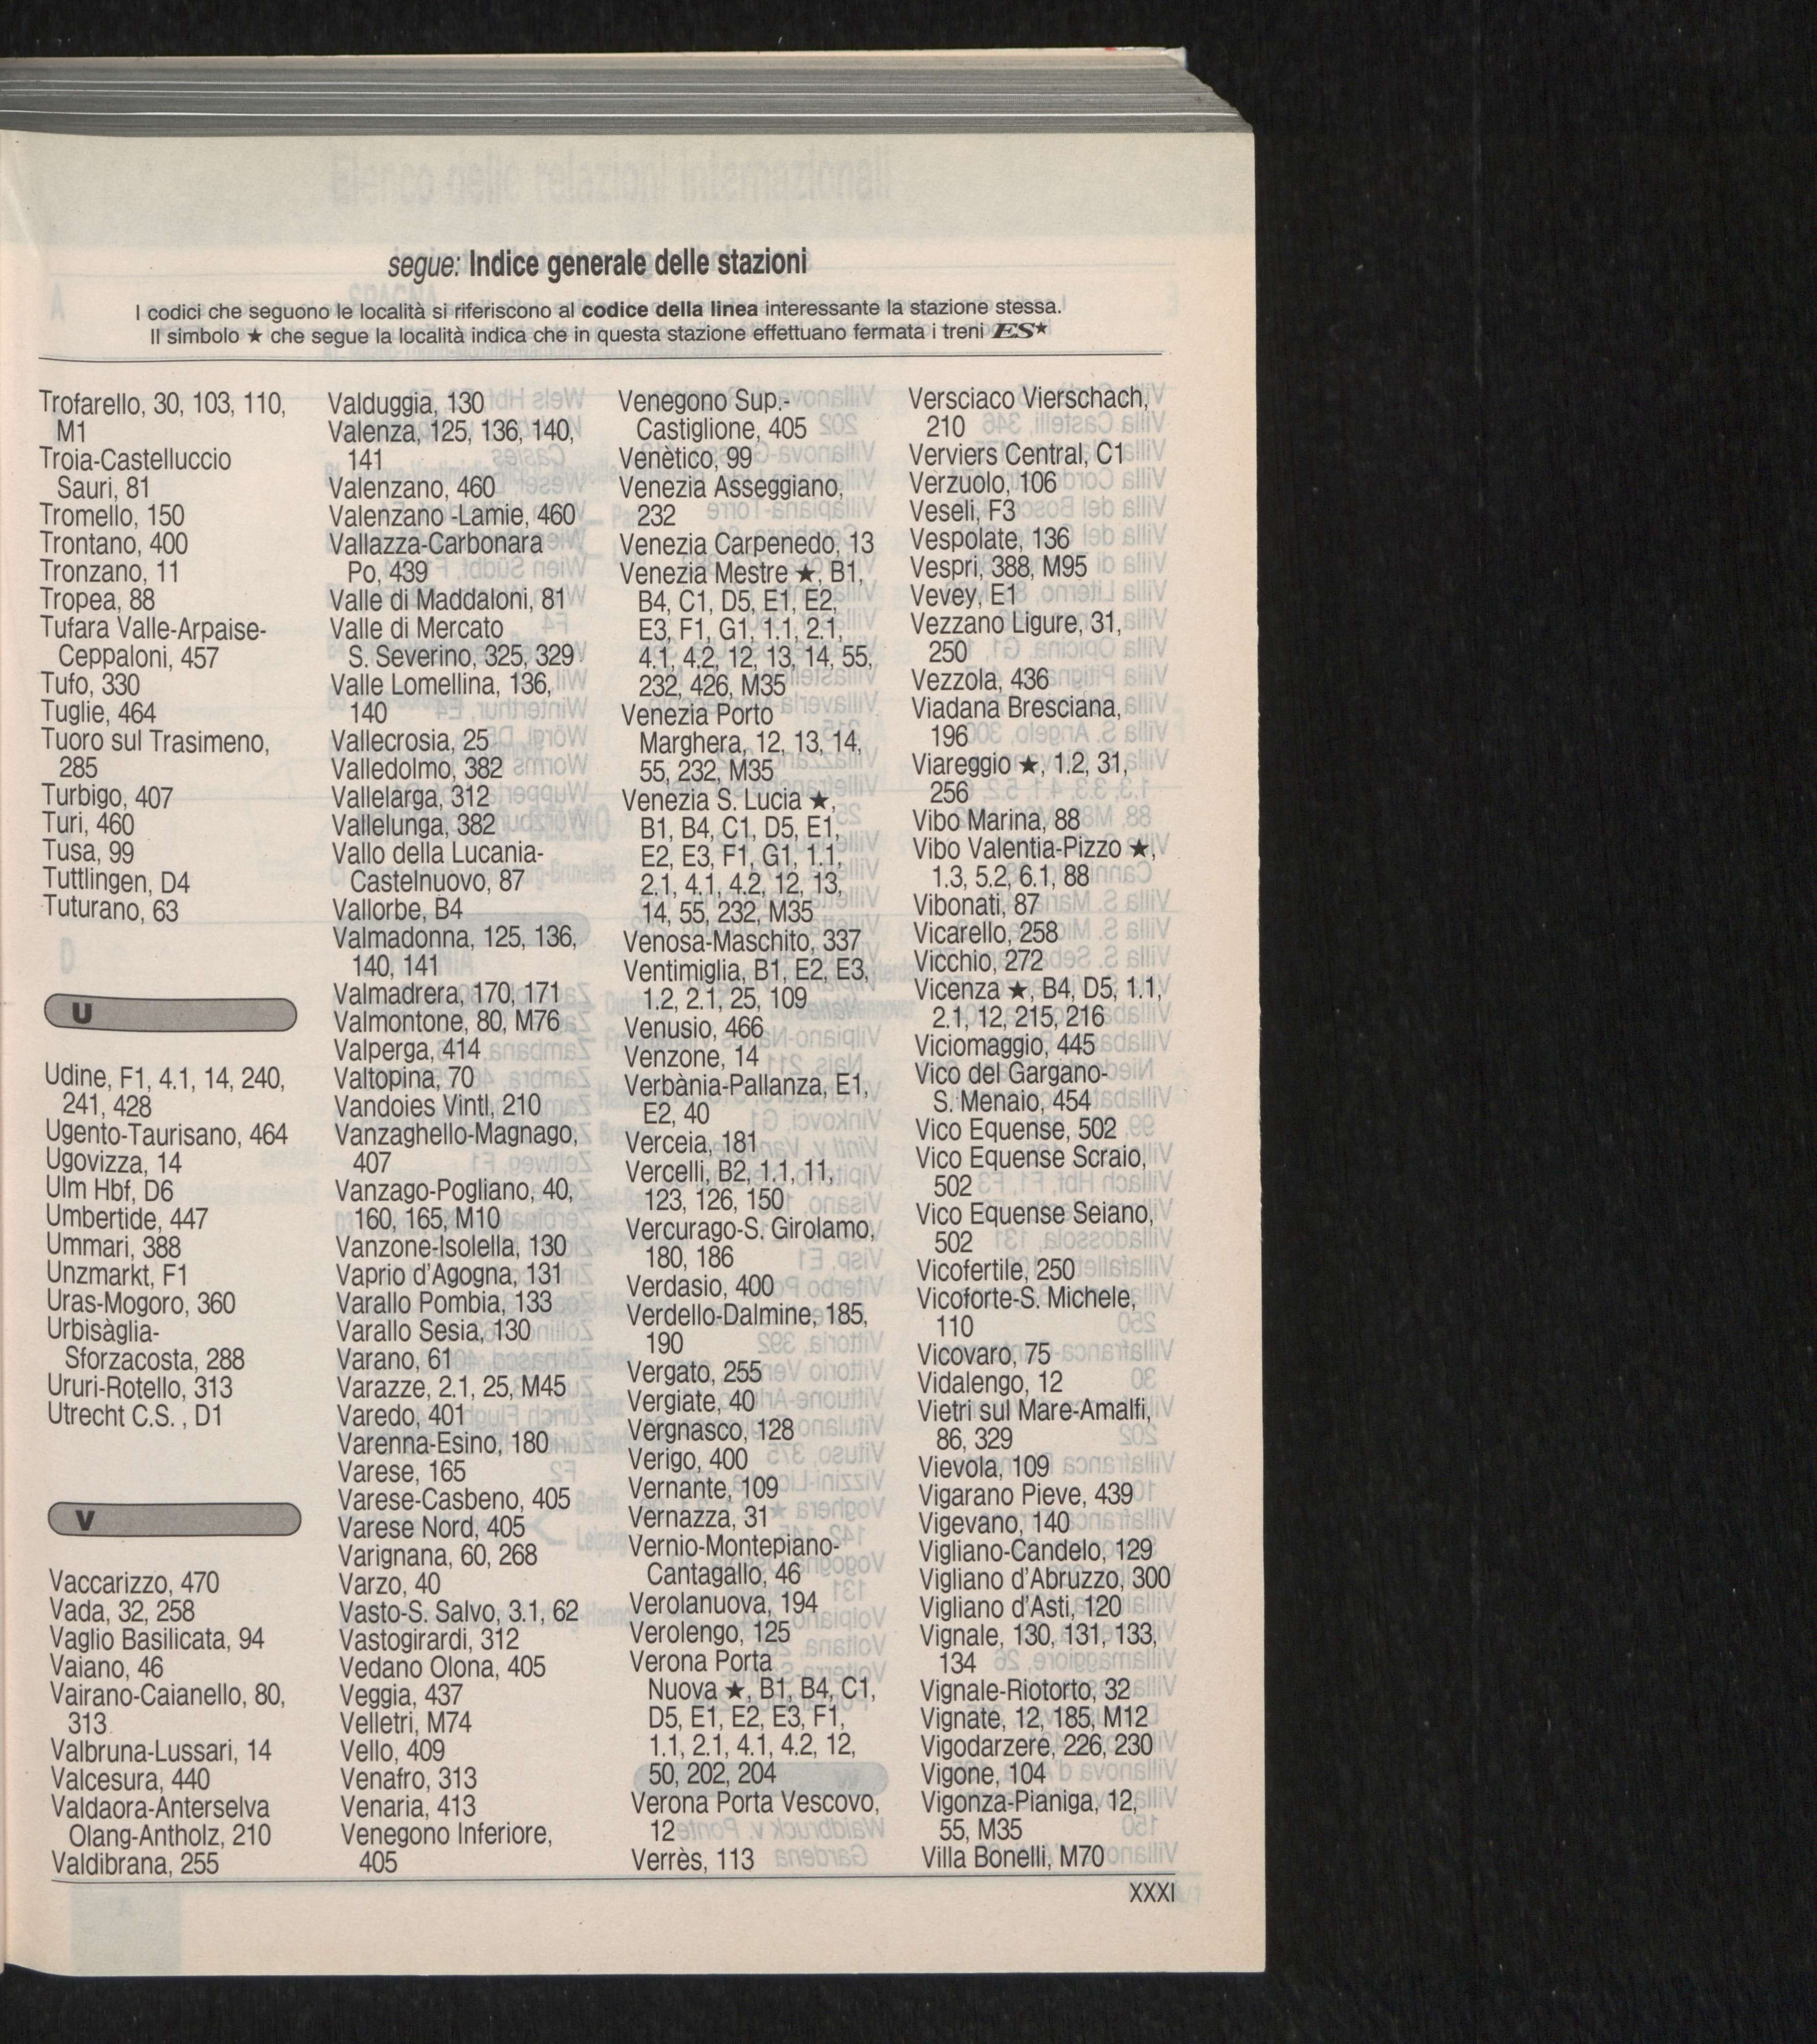 segue: Indice generale delle stazioni
I codici che seguono le località si riferiscono al codice della linea interessante la stazione stessa.
Il simbolo ★ che segue la località indica che in questa stazione effettuano fermata i treni ES★
Trofarello, 30, 103, 110,
M1
Troia-Castelluccio
Sauri, 81
Tromello, 150
Trontano, 400
Tronzano, 11
Tropea, 88
Tufara Valle-Arpaise-
Ceppaloni, 457
Tufo, 330
Tuglie, 464
Tuoro sul Trasimeno,
285
Turbigo, 407
Turi, 460
Tusa, 99
Tuttlingen, D4
Tuturano, 63
U
Udine, F1, 4.1, 14, 240,
241, 428
Ugento-Taurisano, 464
Ugovizza, 14
Ulm Hbf, D6
Umbertide, 447
Ummari, 388
Unzmarkt, F1
Uras-Mogoro, 360
Urbisàglia-
Sforzacosta, 288
Ururi-Rotello, 313
Utrecht C.S. , D1
V
Vaccarizzo, 470
Vada, 32, 258
Vaglio Basilicata, 94
Vaiano, 46
Vairano-Caianello, 80,
313
Valbruna-Lussari, 14
Valcesura, 440
Valdaora-Anterselva
Olang-Antholz, 210
Valdibrana, 255
Valduggia, 130
Valenza, 125, 136, 140,
141
Valenzano, 460
Valenzano -Lamie, 460
Vallazza-Carbonara
Po, 439
Valle di Maddaloni, 81
Valle di Mercato
S. Severino, 325, 329
Valle Lomellina, 136,
140
Vallecrosia, 25
Valledolmo, 382
Vallelarga, 312
Vallelunga, 382
Vallo della Lucania-
Castelnuovo, 87
Vallorbe, B4
Valmadonna, 125, 136,
140, 141
Valmadrera, 170, 171
Valmontone, 80, M76
Valperga, 414
Valtopina, 70
Vandoies Vintl, 210
Vanzaghello-Magnago,
407
Vanzago-Pogliano, 40,
160, 165, M10
Vanzone-Isolella, 130
Vaprio d'Agogna, 131
Varallo Pombia, 133
Varallo Sesia, 130
Varano, 61
Varazze, 2.1, 25, M45
Varedo, 401
Varenna-Esino, 180
Varese, 165
Varese-Casbeno, 405
Varese Nord, 405
Varignana, 60, 268
Varzo, 40
Vasto-S. Salvo, 3.1, 62
Vastogirardi, 312
Vedano Olona, 405
Veggia, 437
Velletri, M74
Vello, 409
Venafro, 313
Venaria, 413
Venegono Inferiore,
405
Venegono Sup.-
Castiglione, 405
Venètico, 99
Venezia Asseggiano,
232
Venezia Carpenedo, 13
Venezia Mestre ★, B1,
B4, C1, D5, E1, E2,
E3, F1, G1, 1.1, 2.1,
4.1, 4.2, 12, 13, 14, 55,
232, 426, M35
Venezia Porto
Marghera, 12, 13, 14,
55, 232, M35
Venezia S. Lucia ★,
B1, B4, C1, D5, E1,
E2, E3, F1, G1, 1.1,
2.1, 4.1, 4.2, 12, 13,
14, 55, 232, M35
Venosa-Maschito, 337
Ventimiglia, B1, E2, E3,
1.2, 2.1, 25, 109
Venusio, 466
Venzone, 14
Verbània-Pallanza, E1,
E2, 40
Verceia, 181
Vercelli, B2, 1.1, 11,
123, 126, 150
Vercurago-S. Girolamo,
180, 186
Verdasio, 400
Verdello-Dalmine, 185,
190
Vergato, 255
Vergiate, 40
Vergnasco, 128
Verigo, 400
Vernante, 109
Vernazza, 31
Vernio-Montepiano-
Cantagallo, 46
Verolanuova, 194
Verolengo, 125
Verona Porta
Nuova ★, B1, B4, C1,
D5, E1, E2, E3, F1,
1.1, 2.1, 4.1, 4.2, 12,
50, 202, 204
Verona Porta Vescovo,
12
Verrès, 113
Versciaco Vierschach,
210
Verviers Central, C1
Verzuolo, 106
Veseli, F3
Vespolate, 136
Vespri, 388, M95
Vevey, E1
Vezzano Ligure, 31,
250
Vezzola, 436
Viadana Bresciana,
196
Viareggio ★, 1.2, 31,
256
Vibo Marina, 88
Vibo Valentia-Pizzo ★,
1.3, 5.2, 6.1, 88
Vibonati, 87
Vicarello, 258
Vicchio, 272
Vicenza ★, B4, D5, 1.1,
2.1, 12, 215, 216
Viciomaggio, 445
Vico del Gargano-
S. Menaio, 454
Vico Equense, 502
Vico Equense Scraio,
502
Vico Equense Seiano,
502
Vicofertile, 250
Vicoforte-S. Michele,
110
Vicovaro, 75
Vidalengo, 12
Vietri sul Mare-Amalfi,
86, 329
Vievola, 109
Vigarano Pieve, 439
Vigevano, 140
Vigliano-Candelo, 129
Vigliano d'Abruzzo, 300
Vigliano d'Asti, 120
Vignale, 130, 131, 133,
134
Vignale-Riotorto, 32
Vignate, 12, 185, M12
Vigodarzere, 226, 230
Vigone, 104
Vigonza-Pianiga, 12,
55, M35
Villa Bonelli, M70
XXXI